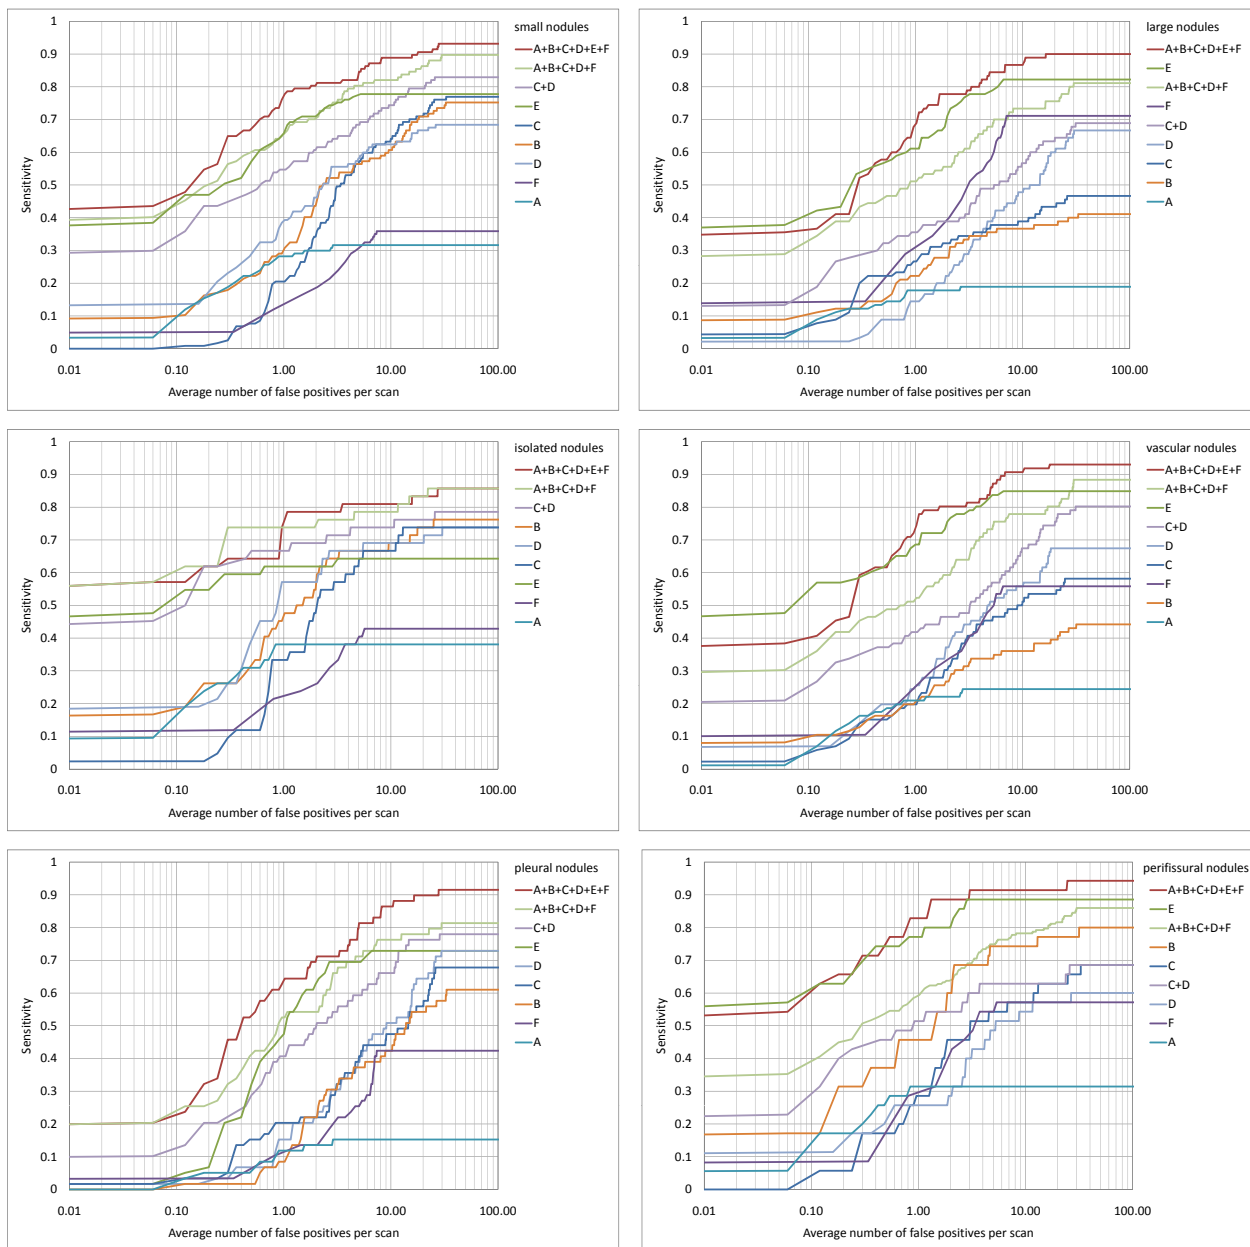 small nodules
A+B+C+D+E+F
A+B+C+D+F
C+D
E
C
B
D
F
A
1
0.9
0.8
0.7
0.6
0.5
0.4
0.3
0.2
0.1
0
Sensitivity
0.01
0.10
1.00
10.00
100.00
Average number of false positives per scan
large nodules
A+B+C+D+E+F
E
A+B+C+D+F
F
C+D
D
C
B
A
1
0.9
0.8
0.7
0.6
0.5
0.4
0.3
0.2
0.1
0
Sensitivity
0.01
0.10
1.00
10.00
100.00
Average number of false positives per scan
isolated nodules
A+B+C+D+E+F
A+B+C+D+F
C+D
B
D
C
E
F
A
1
0.9
0.8
0.7
0.6
0.5
0.4
0.3
0.2
0.1
0
Sensitivity
0.01
0.10
1.00
10.00
100.00
Average number of false positives per scan
vascular nodules
A+B+C+D+E+F
A+B+C+D+F
E
C+D
D
C
F
B
A
1
0.9
0.8
0.7
0.6
0.5
0.4
0.3
0.2
0.1
0
Sensitivity
0.01
0.10
1.00
10.00
100.00
Average number of false positives per scan
pleural nodules
A+B+C+D+E+F
A+B+C+D+F
C+D
E
D
C
B
F
A
1
0.9
0.8
0.7
0.6
0.5
0.4
0.3
0.2
0.1
0
Sensitivity
0.01
0.10
1.00
10.00
100.00
Average number of false positives per scan
perifissural nodules
A+B+C+D+E+F
E
A+B+C+D+F
B
C
C+D
D
F
A
1
0.9
0.8
0.7
0.6
0.5
0.4
0.3
0.2
0.1
0
Sensitivity
0.01
0.10
1.00
10.00
100.00
Average number of false positives per scan